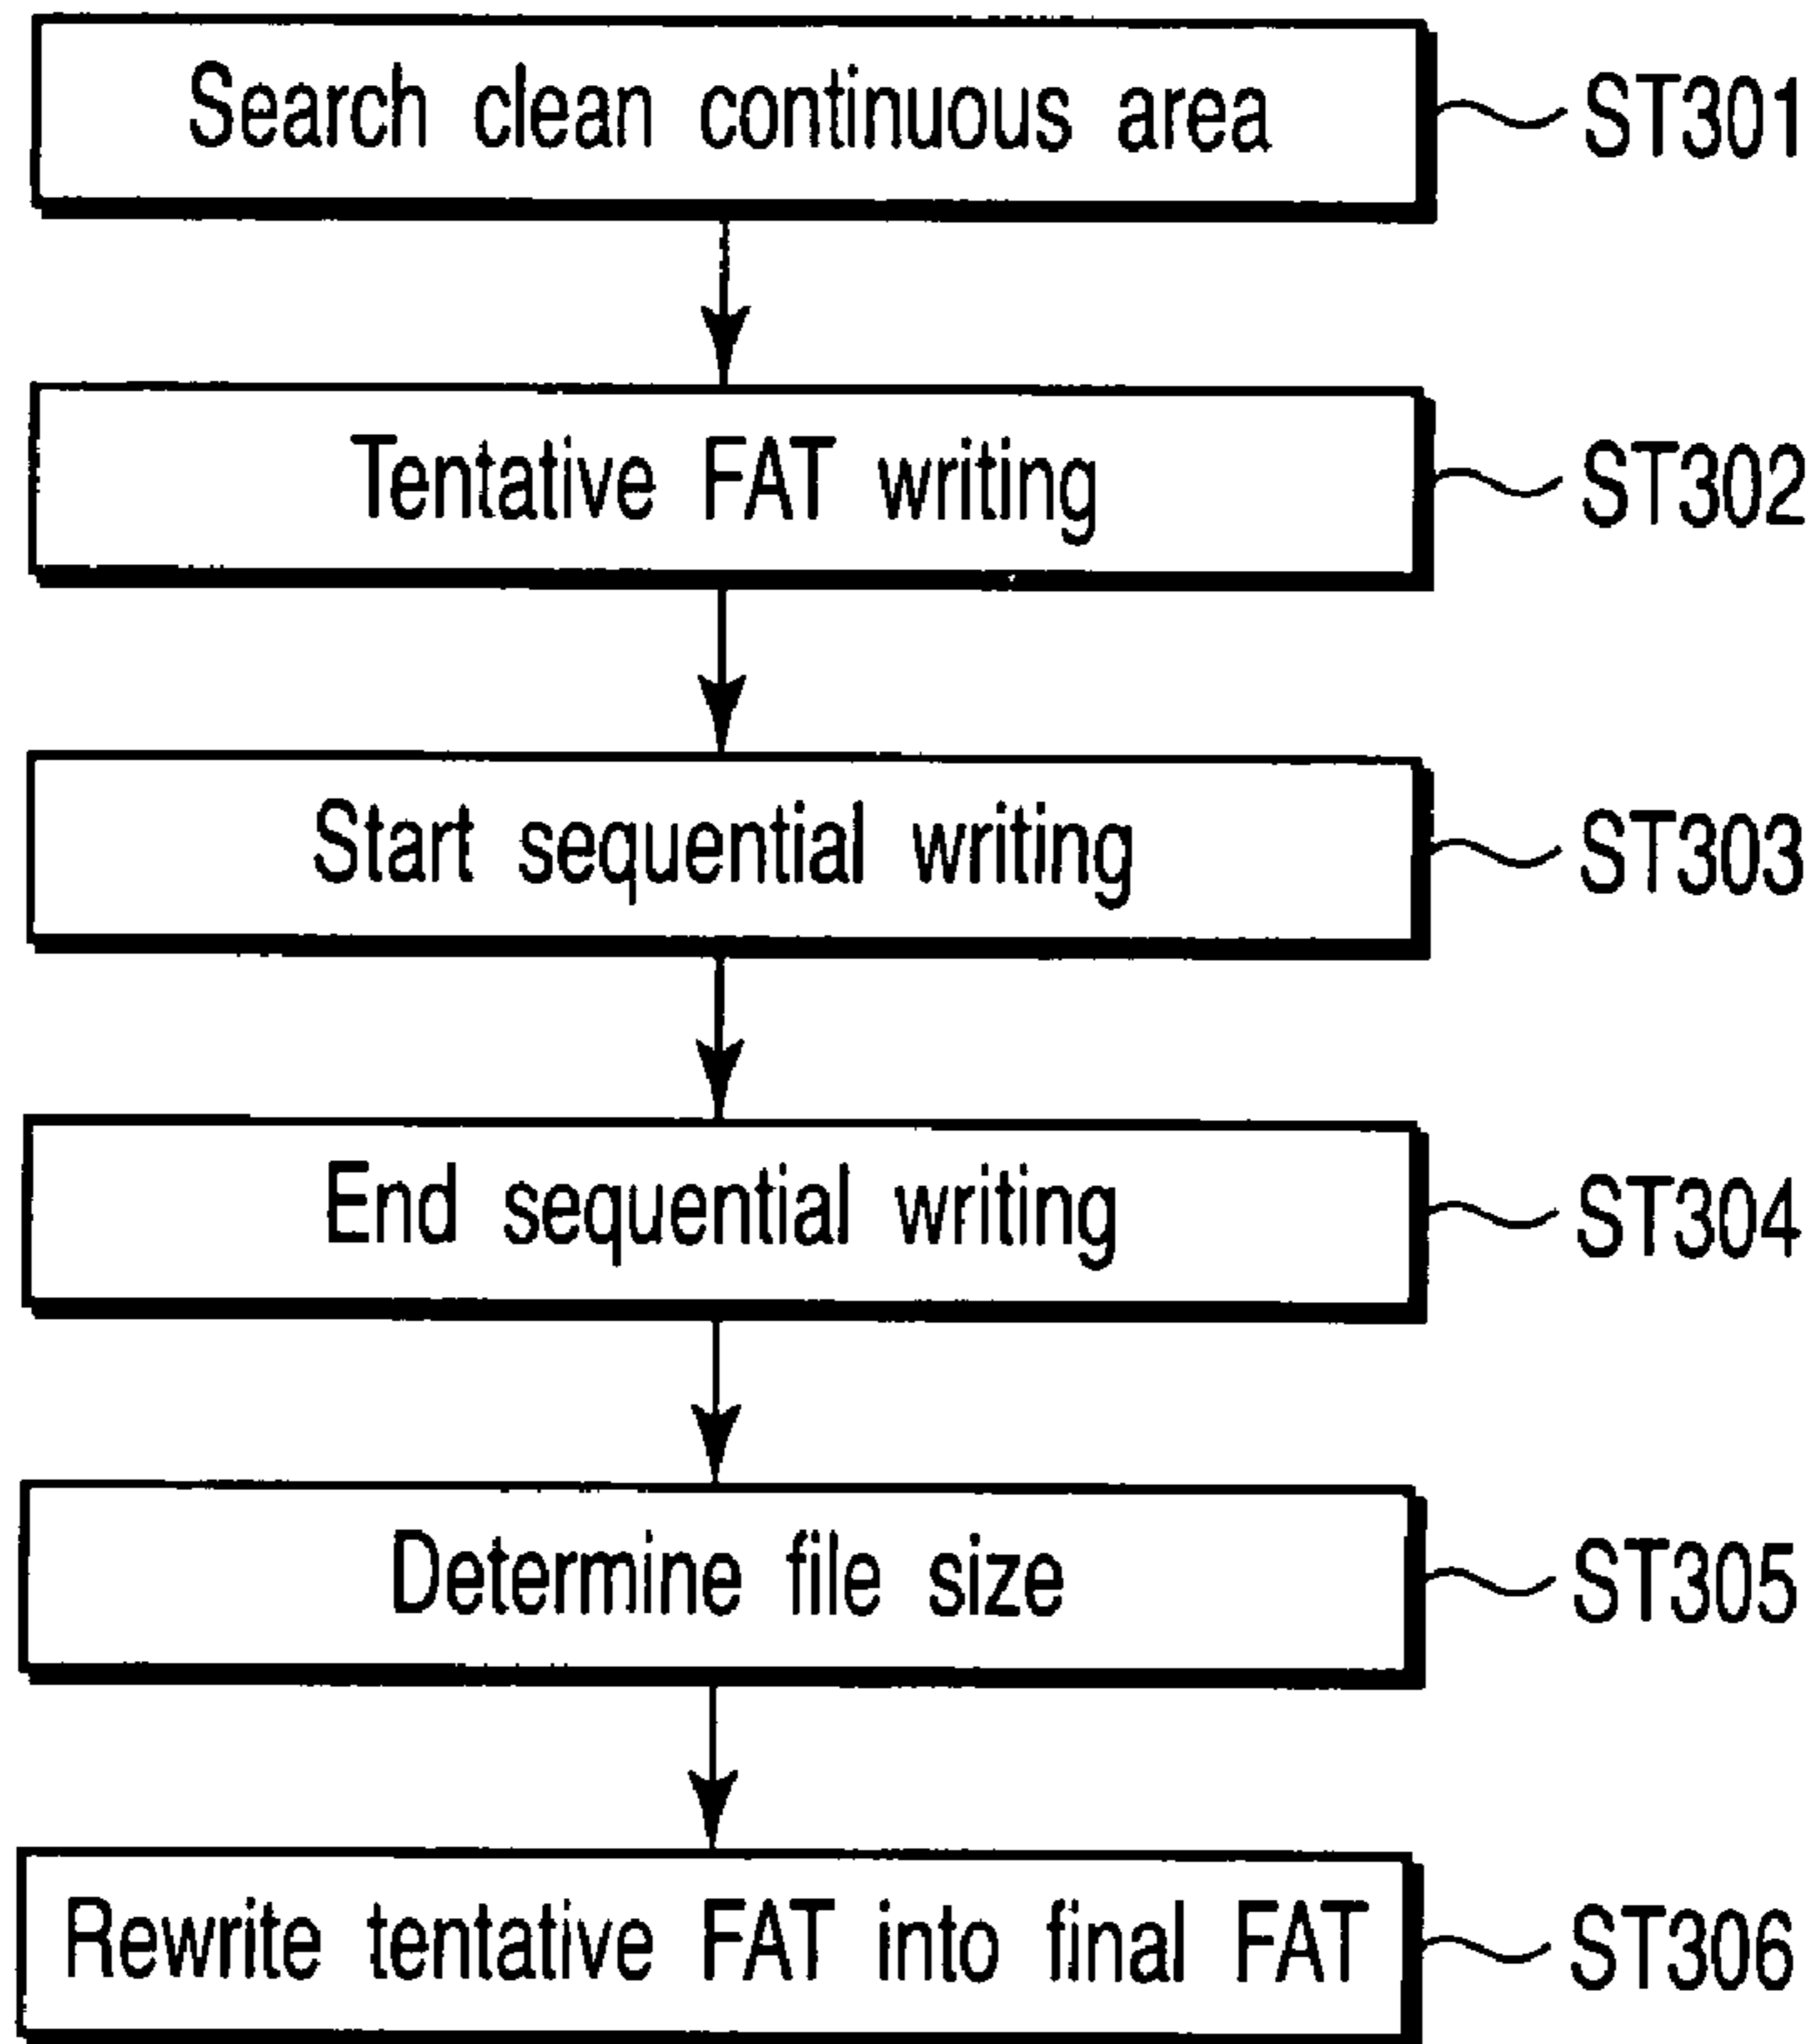 Search clean continuous area ST301
Tentative FAT writing ST302
Start sequential writing ST303
End sequential writing ST304
Determine file size ST305
Rewrite tentative FAT into final FAT ST306